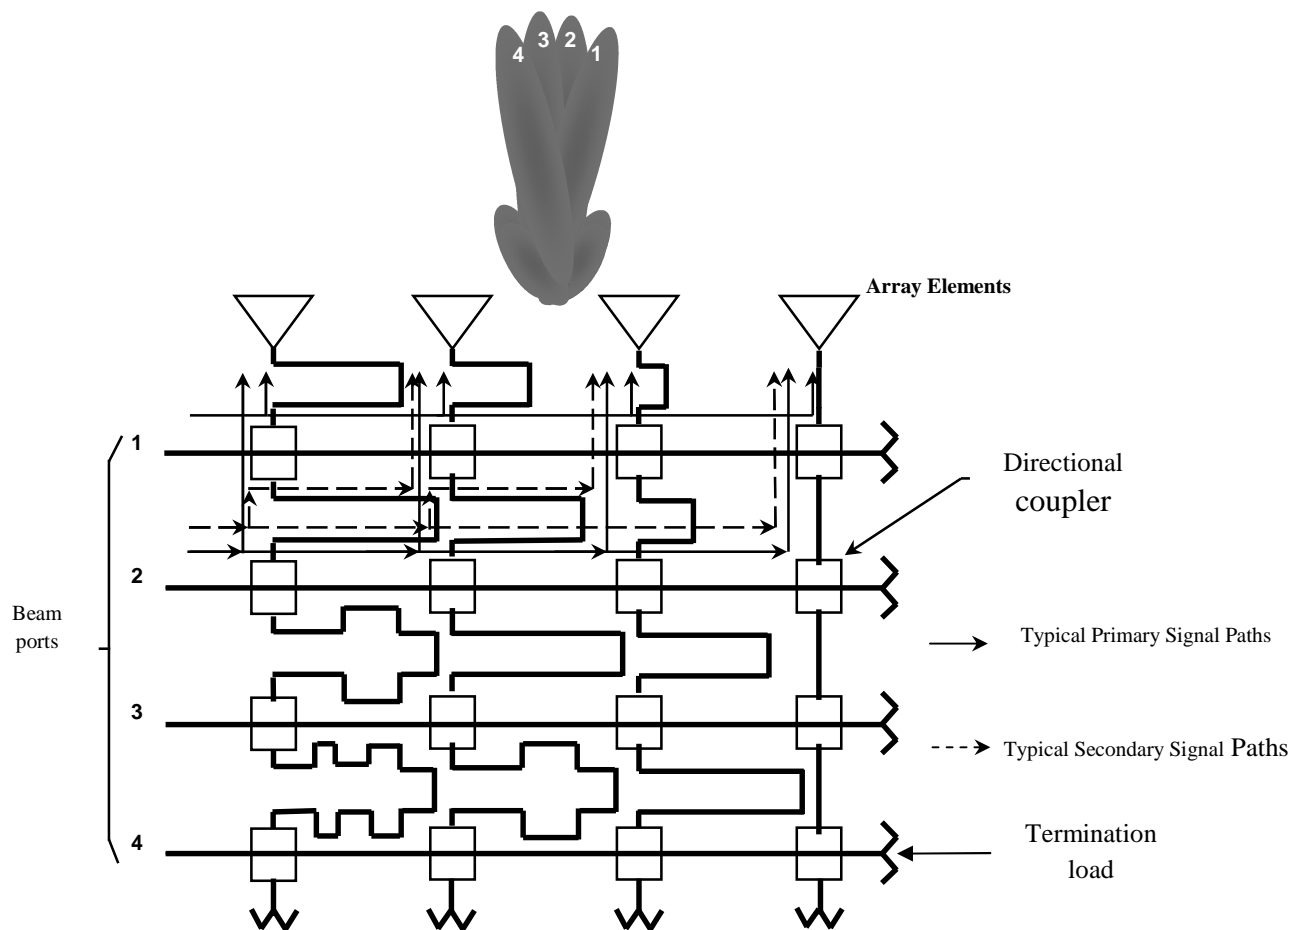 4
3
2
1
Array Elements
1
2
Beam
ports
3
4
Directional
coupler
Typical Primary Signal Paths
Typical Secondary Signal Paths
Termination
load